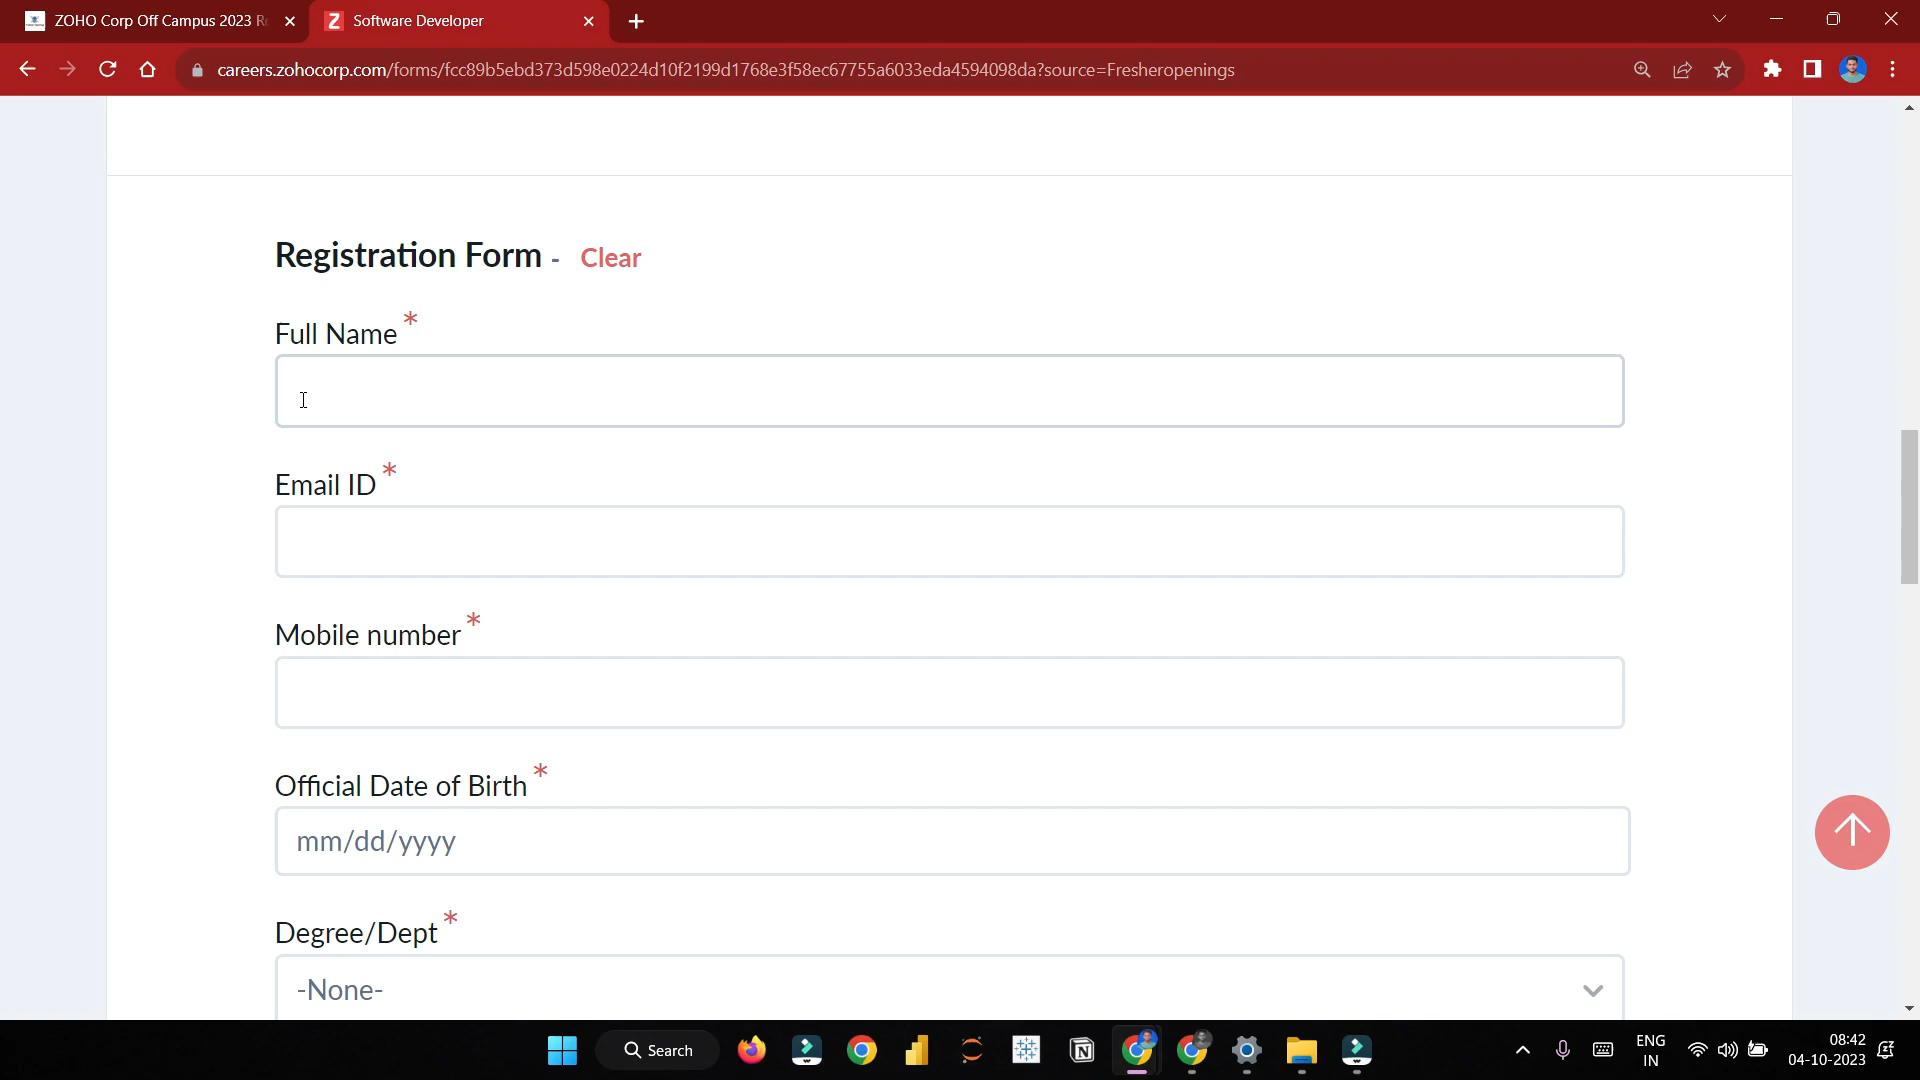 ZOHO Corp Off Campus 2023 R
Software Developer
careers.zohocorp.com/forms/fcc89b5ebd373d598e0224d10f2199d1768e3f58ec67755a6033eda4594098da?source=Fresheropenings
Registration Form - Clear
Full Name *
Email ID *
Mobile number *
Official Date of Birth *
mm/dd/yyyy
Degree/Dept *
-None-
Search
ENG
IN
08:42
04-10-2023